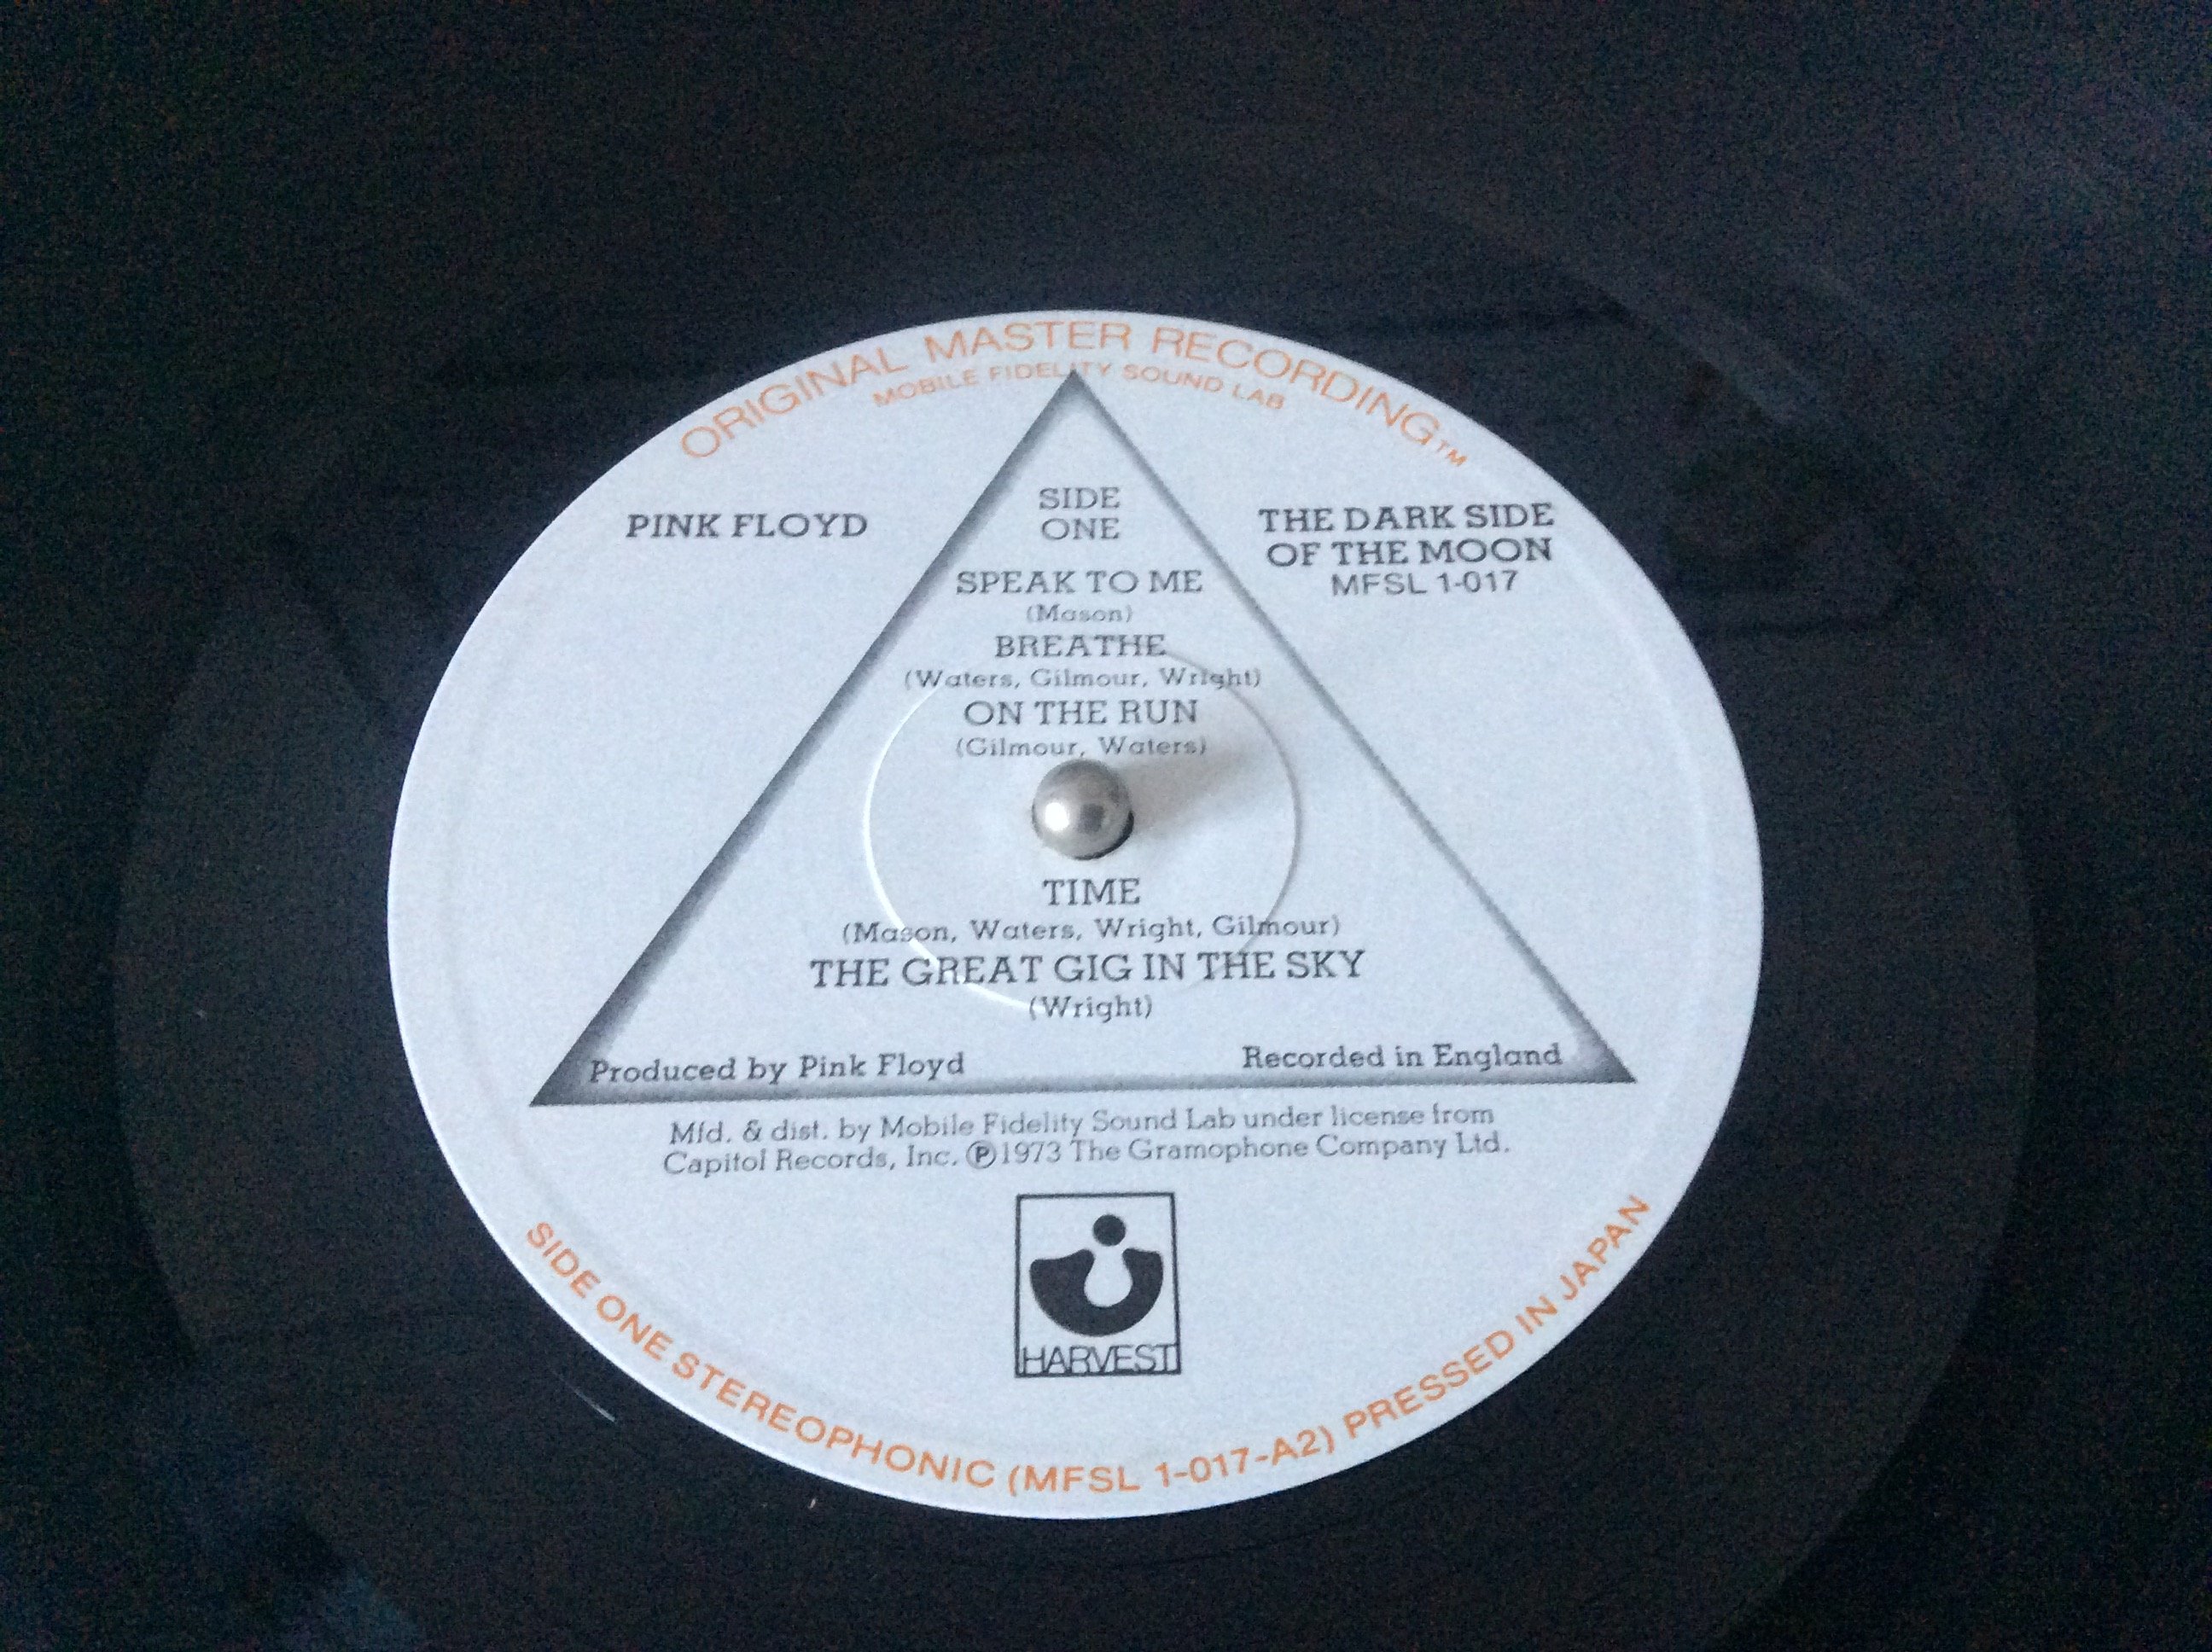 ORIGINAL MASTER RECORDING™
MOBILE FIDELITY SOUND LAB
PINK FLOYD
THE DARK SIDE
OF THE MOON
MFSL 1-017
SIDE
ONE
SPEAK TO ME
(Mason)
BREATHE
(Waters, Gilmour, Wright)
ON THE RUN
(Gilmour, Waters)
TIME
(Mason, Waters, Wright, Gilmour)
THE GREAT GIG IN THE SKY
(Wright)
Produced by Pink Floyd
Recorded in England
Mfd. & dist. by Mobile Fidelity Sound Lab under license from
Capitol Records, Inc. ℗1973 The Gramophone Company Ltd.
HARVEST
SIDE ONE STEREOPHONIC (MFSL 1-017-A2) PRESSED IN JAPAN